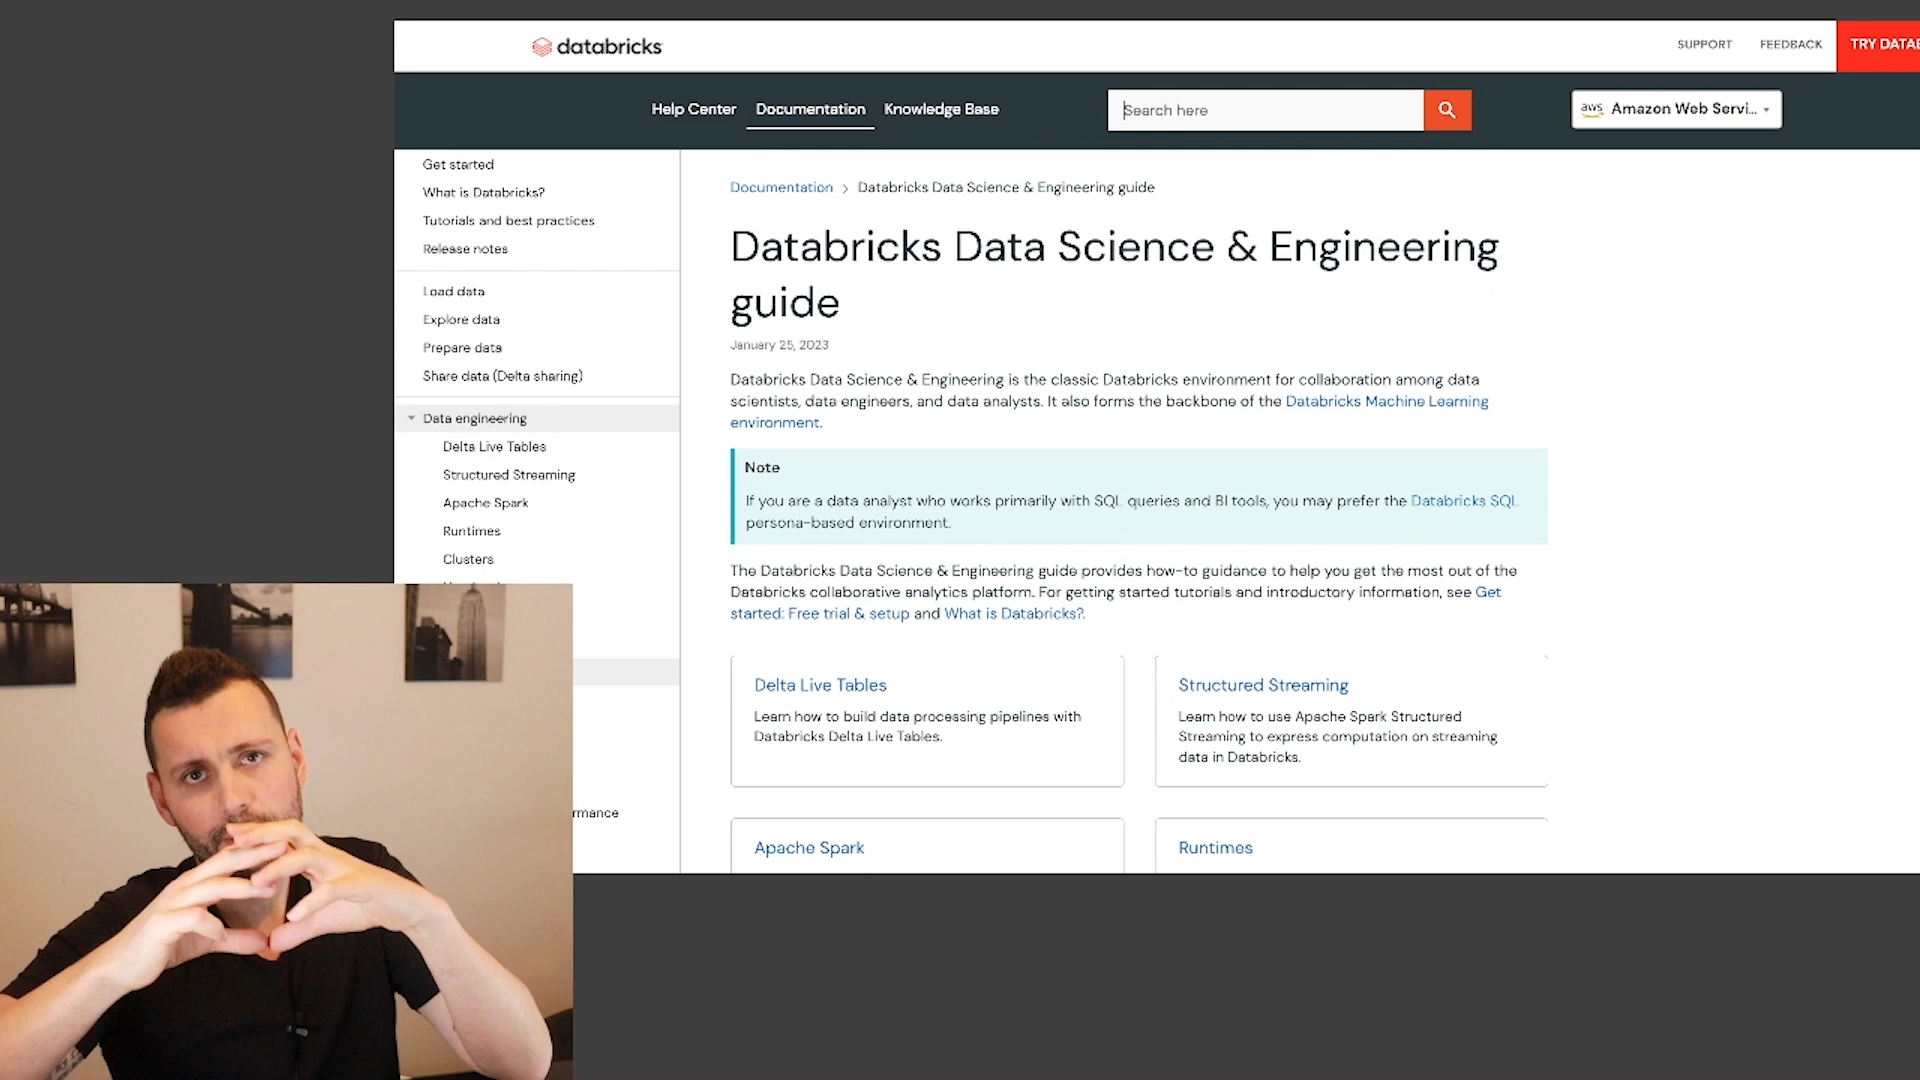 databricks
SUPPORT
FEEDBACK
TRY
Help Center
Documentation
Knowledge Base
Search here
aws Amazon Web Servi...
Get started
What is Databricks?
Tutorials and best practices
Release notes
Load data
Explore data
Prepare data
Share data (Delta sharing)
Data engineering
Delta Live Tables
Structured Streaming
Apache Spark
Runtimes
Clusters
rmance
Documentation > Databricks Data Science & Engineering guide
Databricks Data Science & Engineering
guide
January 25, 2023
Databricks Data Science & Engineering is the classic Databricks environment for collaboration among data
scientists, data engineers, and data analysts. It also forms the backbone of the Databricks Machine Learning
environment.
Note
If you are a data analyst who works primarily with SQL queries and BI tools, you may prefer the Databricks SQL
persona-based environment.
The Databricks Data Science & Engineering guide provides how-to guidance to help you get the most out of the
Databricks collaborative analytics platform. For getting started tutorials and introductory information, see Get
started: Free trial & setup and What is Databricks?.
Delta Live Tables
Learn how to build data processing pipelines with
Databricks Delta Live Tables.
Structured Streaming
Learn how to use Apache Spark Structured
Streaming to express computation on streaming
data in Databricks.
Apache Spark
Runtimes